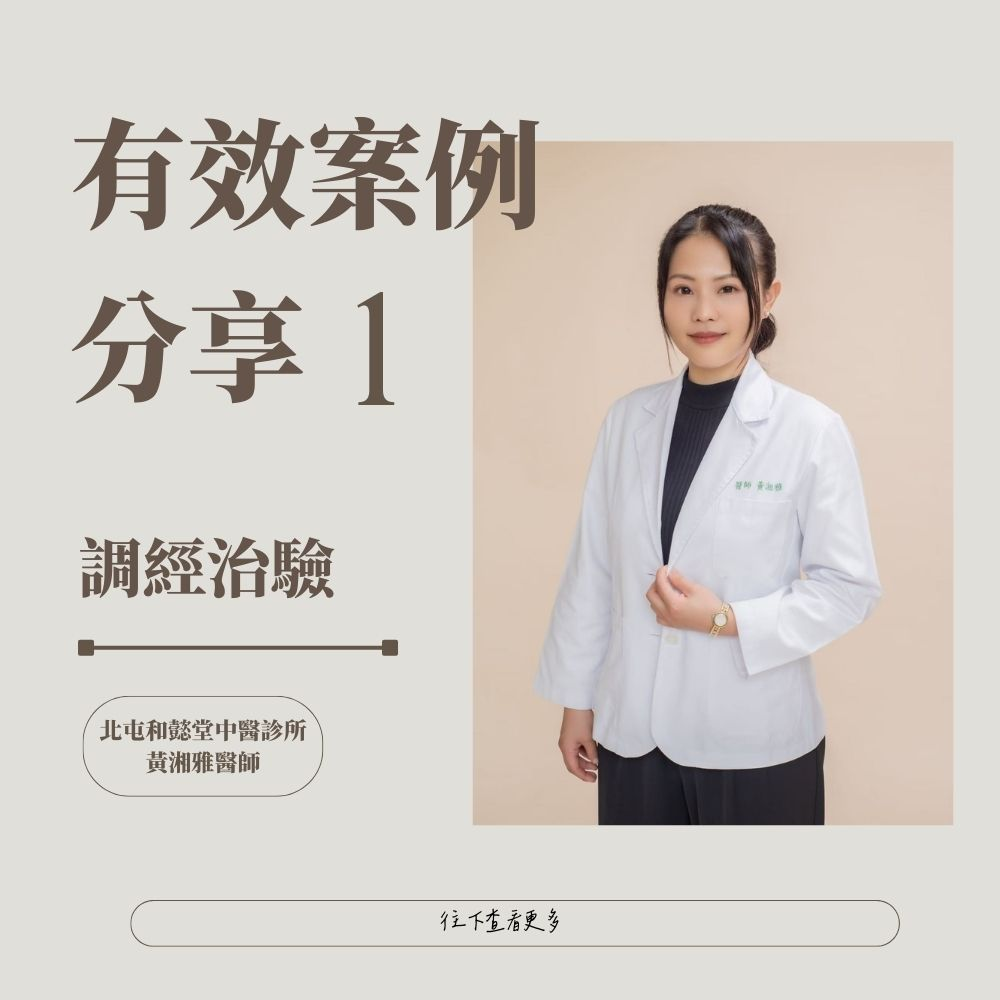 有效案例
分享 1
調經治驗
北屯和懿堂中醫診所
黃湘雅醫師
醫師 黃湘雅
往下查看更多